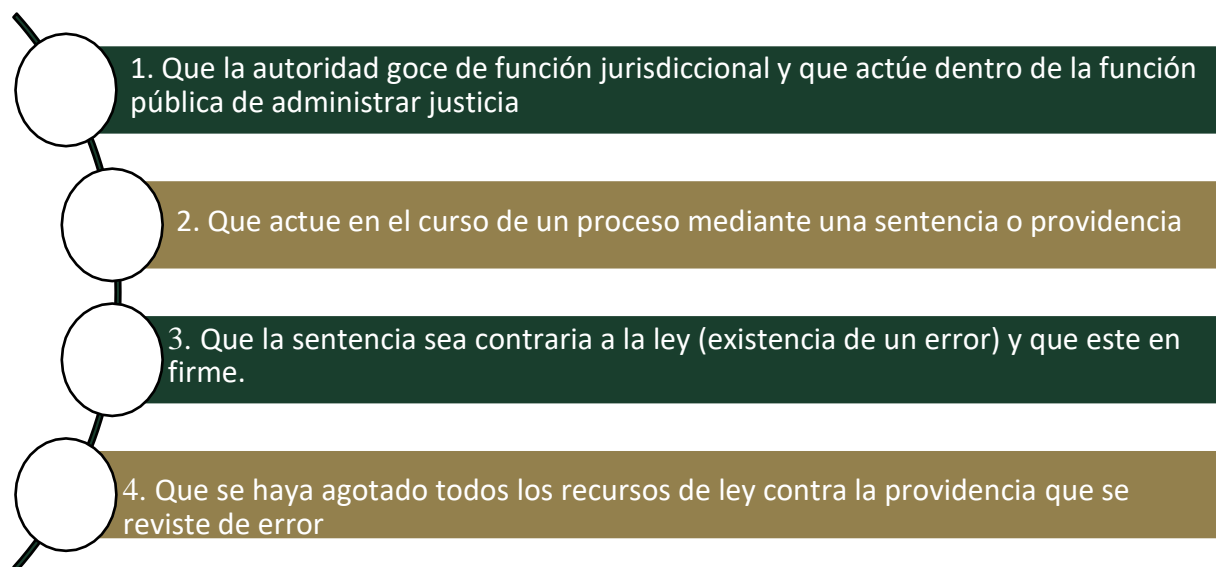 1. Que la autoridad goce de función jurisdiccional y que actúe dentro de la función
pública de administrar justicia
2. Que actue en el curso de un proceso mediante una sentencia o providencia
3. Que la sentencia sea contraria a la ley (existencia de un error) y que este en
firme.
4. Que se haya agotado todos los recursos de ley contra la providencia que se
reviste de error